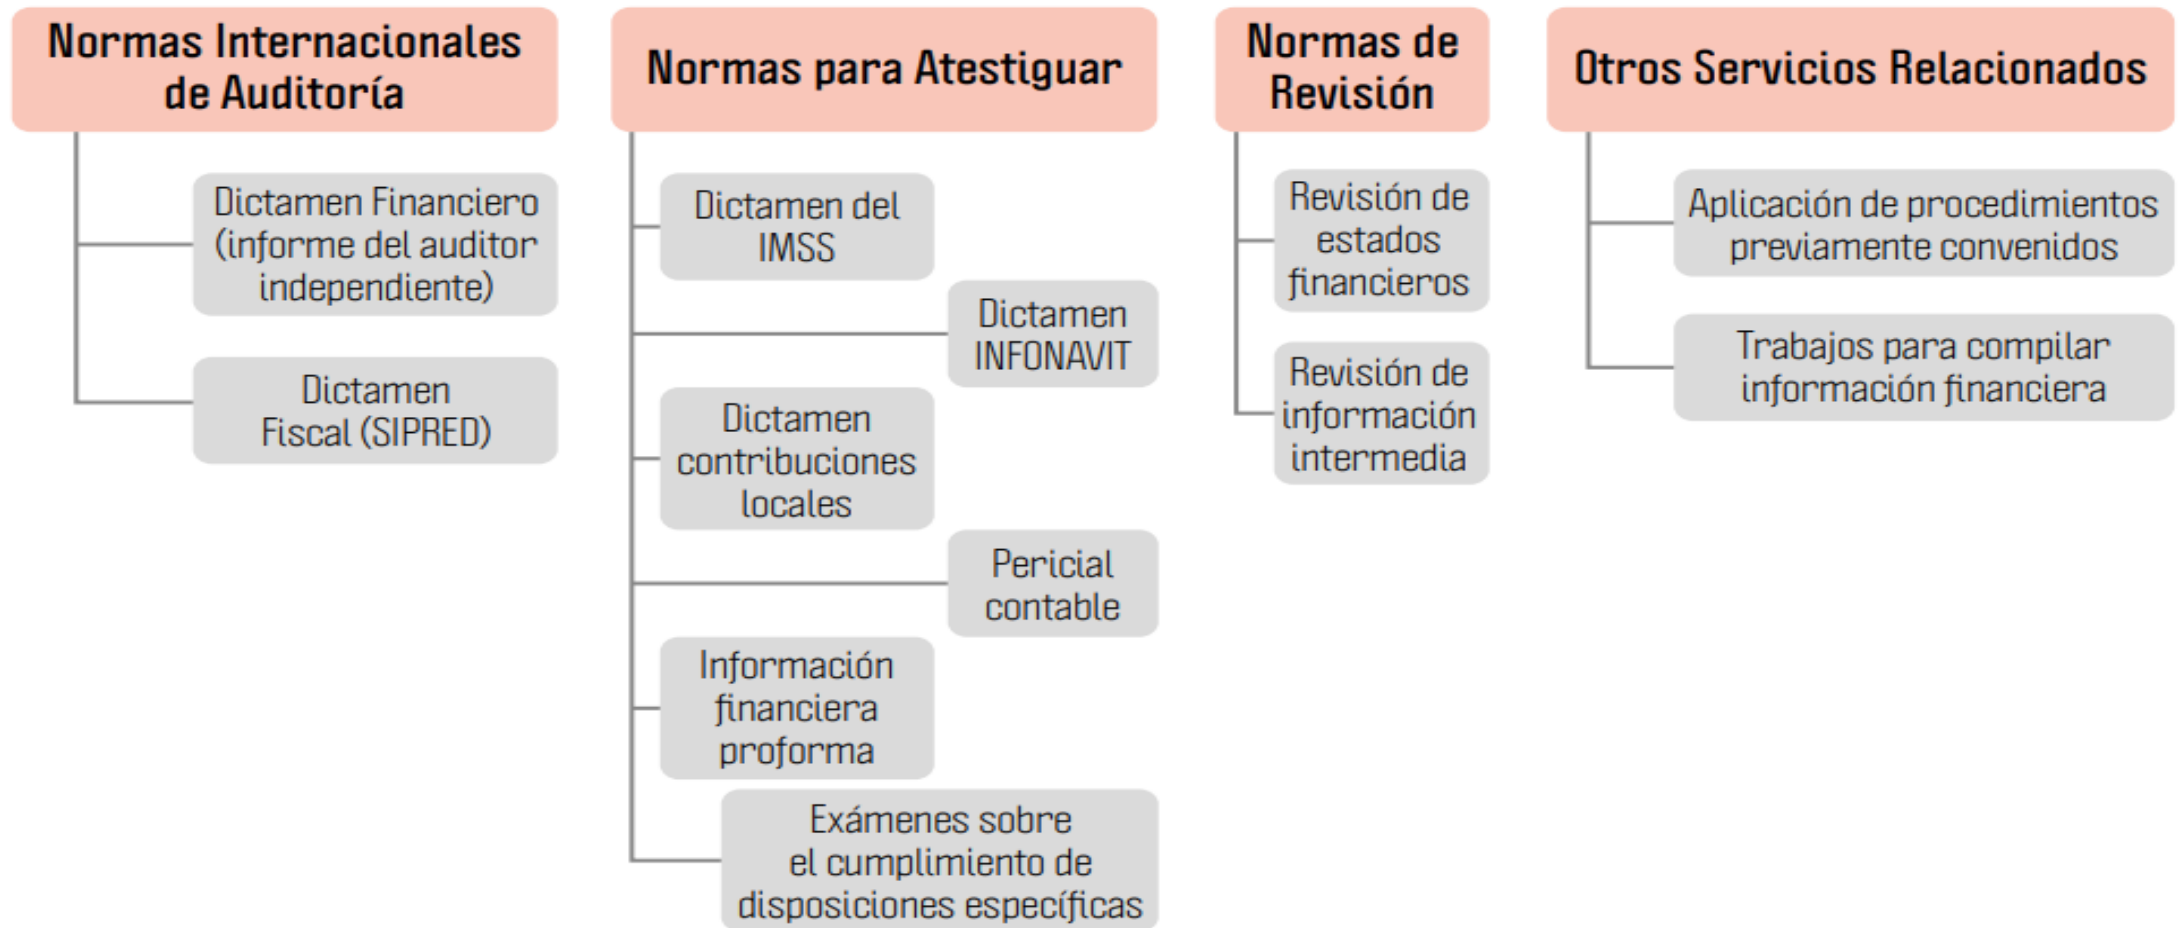 Normas Internacionales
de Auditoría
Dictamen Financiero
(informe del auditor
independiente)
Dictamen
Fiscal (SIPRED)
Normas para Atestiguar
Dictamen del
IMSS
Dictamen
INFONAVIT
Dictamen
contribuciones
locales
Pericial
contable
Información
financiera
proforma
Exámenes sobre
el cumplimiento de
disposiciones específicas
Normas de
Revisión
Revisión de
estados
financieros
Revisión de
información
intermedia
Otros Servicios Relacionados
Aplicación de procedimientos
previamente convenidos
Trabajos para compilar
información financiera